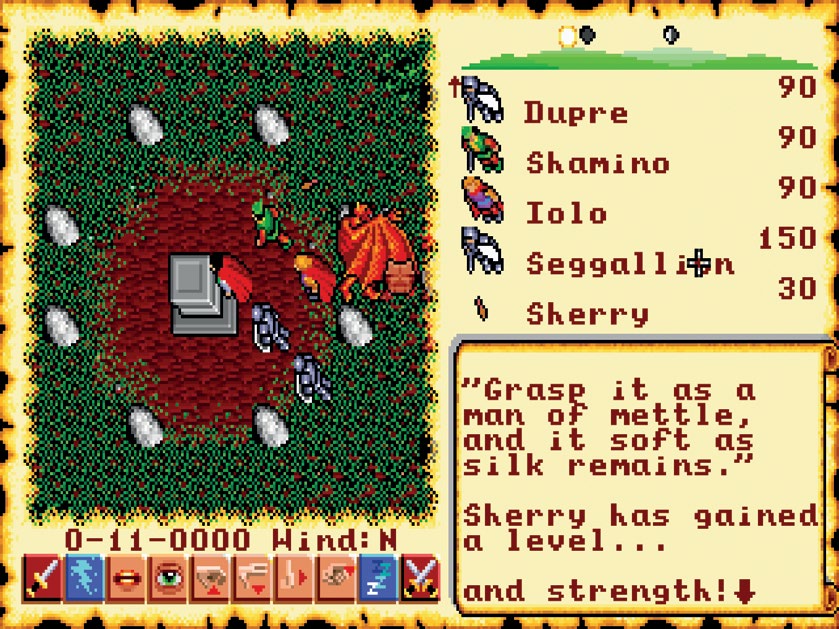 90
Dupre
90
Shamino
90
Iolo
150
Seggallion
30
Sherry
"Grasp it as a
man of mettle,
and it soft as
silk remains."
Sherry has gained
a level...
and strength!
0-11-0000 Wind:N